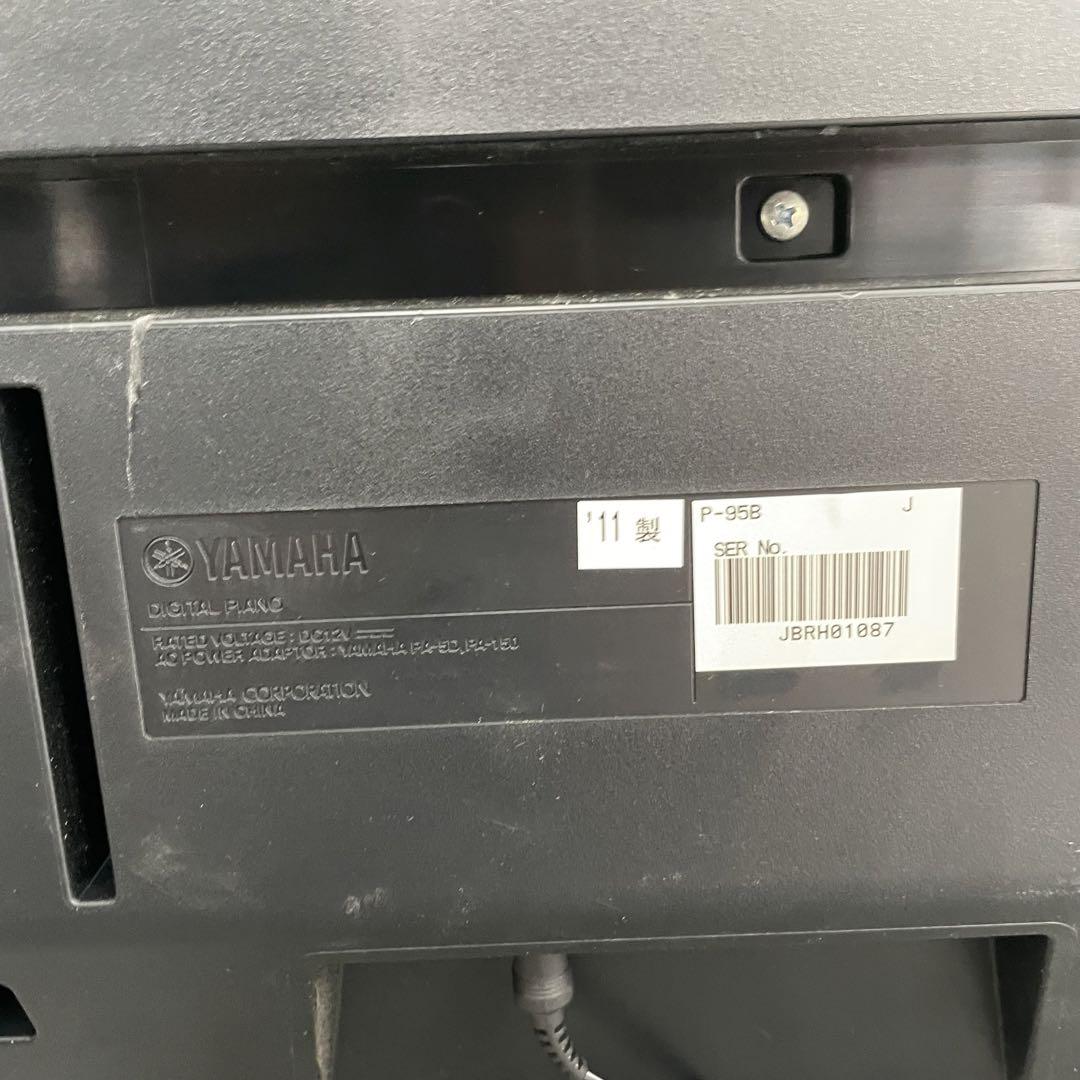 YAMAHA
DIGITAL PIANO
RATED VOLTAGE : DC12V
AC POWER ADAPTOR : YAMAHA PA-5D, PA-150
YAMAHA CORPORATION
MADE IN CHINA
'11 製
P-95B J
SER No.
JBRH01087